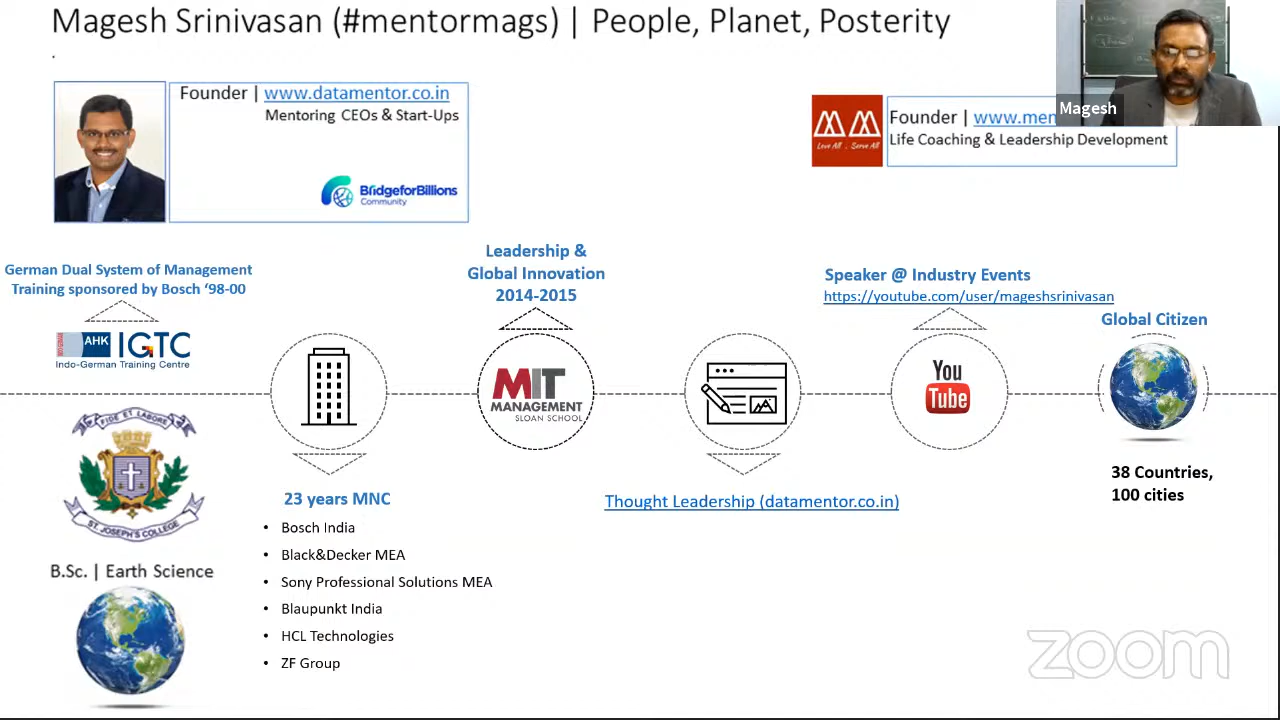 Magesh Srinivasan (#mentormags) | People, Planet, Posterity
.
Founder | www.datamentor.co.in
Mentoring CEOs & Start-Ups
BridgeforBillions
Community
Love All . Serve All
Founder | www.men
Life Coaching & Leadership Development
Magesh
German Dual System of Management
Training sponsored by Bosch ‘98-00
AHK IGTC
Indo-German Training Centre
Leadership &
Global Innovation
2014-2015
MIT
MANAGEMENT
SLOAN SCHOOL
Speaker @ Industry Events
https://youtube.com/user/mageshsrinivasan
You
Tube
Global Citizen
38 Countries,
100 cities
FIDE ET LABORE
ST. JOSEPH'S COLLEGE
B.Sc. | Earth Science
23 years MNC
• Bosch India
• Black&Decker MEA
• Sony Professional Solutions MEA
• Blaupunkt India
• HCL Technologies
• ZF Group
Thought Leadership (datamentor.co.in)
zoom